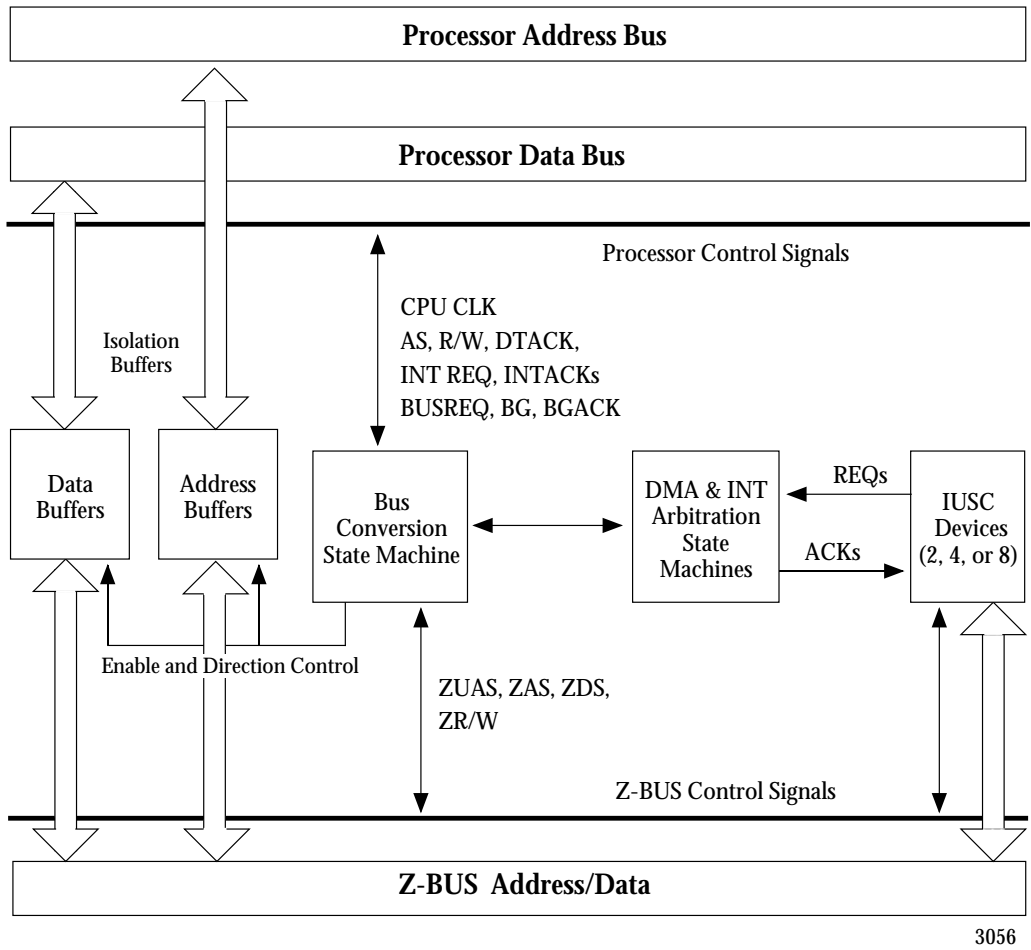 Processor Address Bus
Processor Data Bus
Processor Control Signals
CPU CLK
AS, R/W, DTACK,
INT REQ, INTACKs
BUSREQ, BG, BGACK
Isolation
Buffers
Data
Buffers
Address
Buffers
Bus
Conversion
State Machine
DMA & INT
Arbitration
State
Machines
REQs
ACKs
IUSC
Devices
(2, 4, or 8)
Enable and Direction Control
ZUAS, ZAS, ZDS,
ZR/W
Z-BUS Control Signals
Z-BUS Address/Data
3056